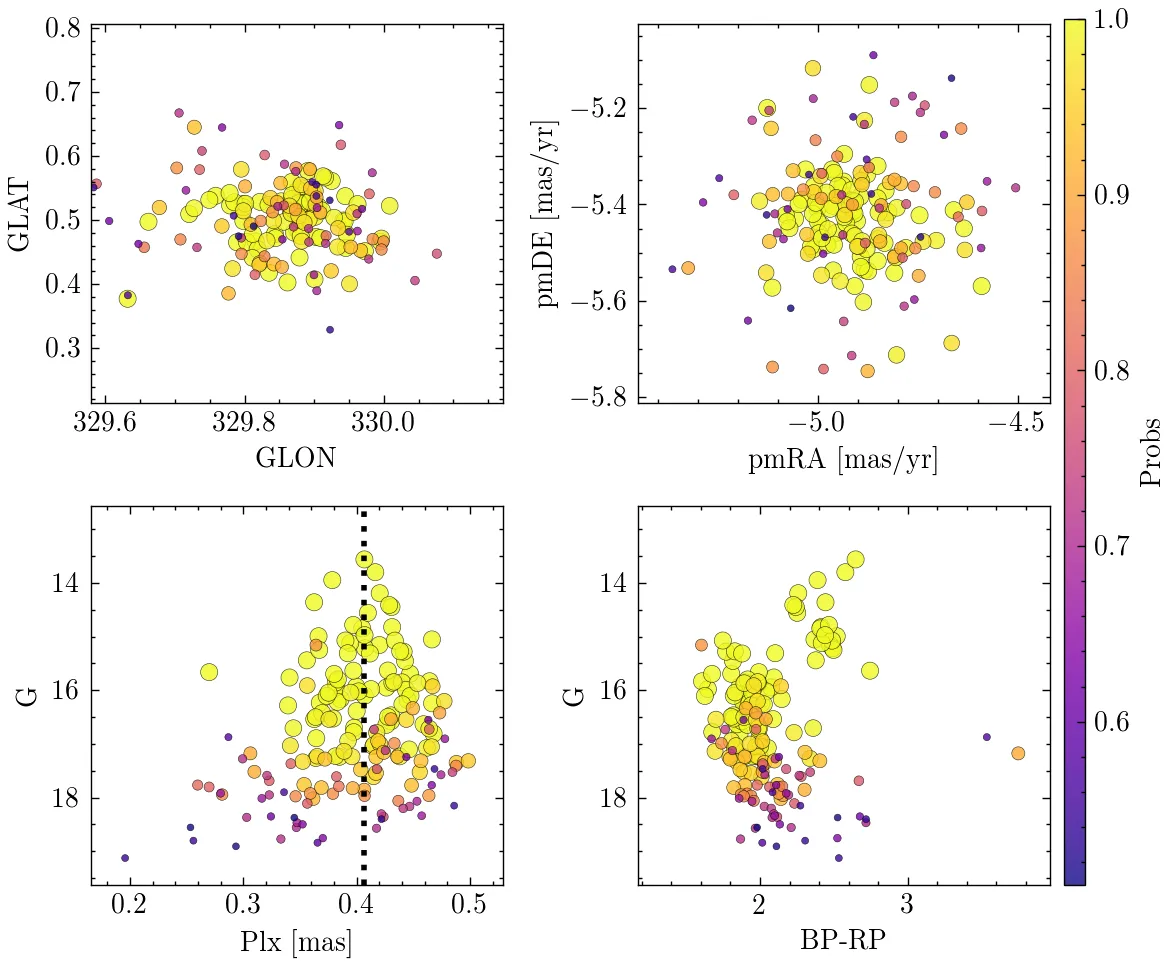 0.8
0.7
0.6
0.5
0.4
0.3
GLAT
329.6 329.8 330.0
GLON
−5.2
−5.4
−5.6
−5.8
pmDE [mas/yr]
−5.0 −4.5
pmRA [mas/yr]
1.0
0.9
0.8
0.7
0.6
Probs
14
16
18
G
0.2 0.3 0.4 0.5
Plx [mas]
14
16
18
G
2 3
BP-RP